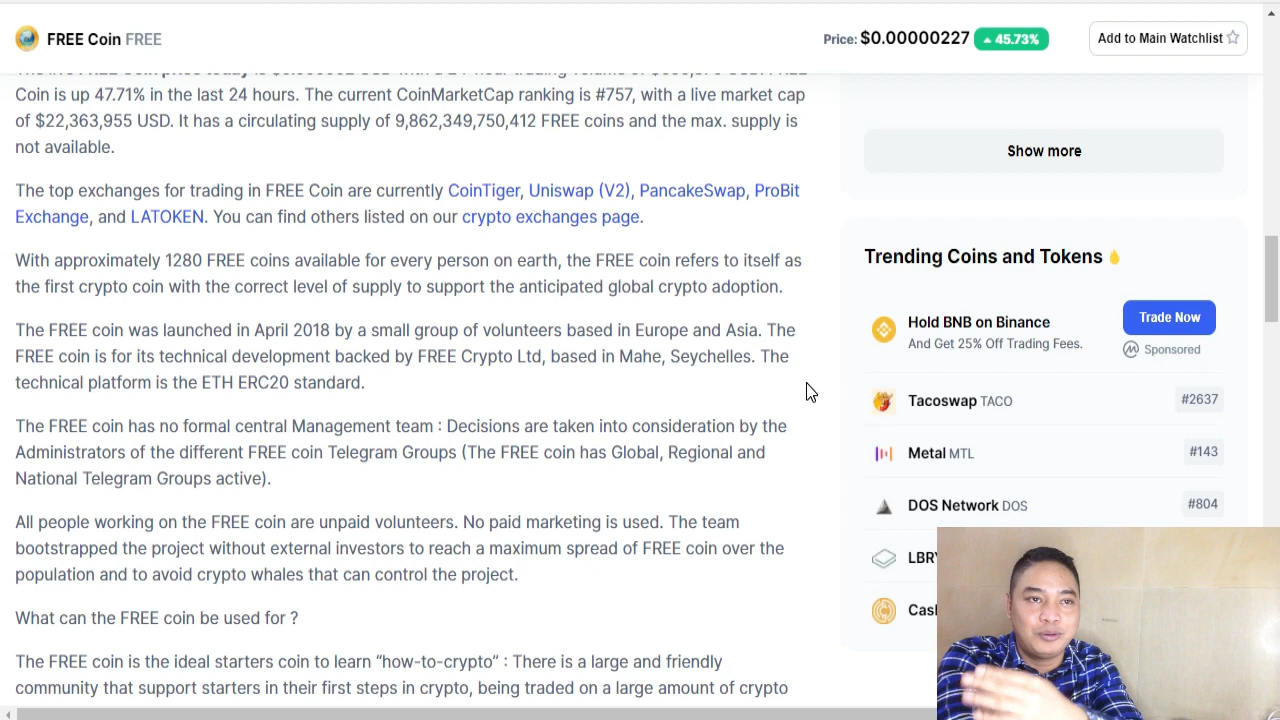 FREE Coin FREE
Price: $0.00000227 45.73%
Add to Main Watchlist
Coin is up 47.71% in the last 24 hours. The current CoinMarketCap ranking is #757, with a live market cap
of $22,363,955 USD. It has a circulating supply of 9,862,349,750,412 FREE coins and the max. supply is
not available.
The top exchanges for trading in FREE Coin are currently CoinTiger, Uniswap (V2), PancakeSwap, ProBit
Exchange, and LATOKEN. You can find others listed on our crypto exchanges page.
With approximately 1280 FREE coins available for every person on earth, the FREE coin refers to itself as
the first crypto coin with the correct level of supply to support the anticipated global crypto adoption.
The FREE coin was launched in April 2018 by a small group of volunteers based in Europe and Asia. The
FREE coin is for its technical development backed by FREE Crypto Ltd, based in Mahe, Seychelles. The
technical platform is the ETH ERC20 standard.
The FREE coin has no formal central Management team : Decisions are taken into consideration by the
Administrators of the different FREE coin Telegram Groups (The FREE coin has Global, Regional and
National Telegram Groups active).
All people working on the FREE coin are unpaid volunteers. No paid marketing is used. The team
bootstrapped the project without external investors to reach a maximum spread of FREE coin over the
population and to avoid crypto whales that can control the project.
What can the FREE coin be used for ?
The FREE coin is the ideal starters coin to learn “how-to-crypto” : There is a large and friendly
community that support starters in their first steps in crypto, being traded on a large amount of crypto
Show more
Trending Coins and Tokens
Hold BNB on Binance
And Get 25% Off Trading Fees.
Trade Now
Sponsored
Tacoswap TACO #2637
Metal MTL #143
DOS Network DOS #804
LBRY
Cas